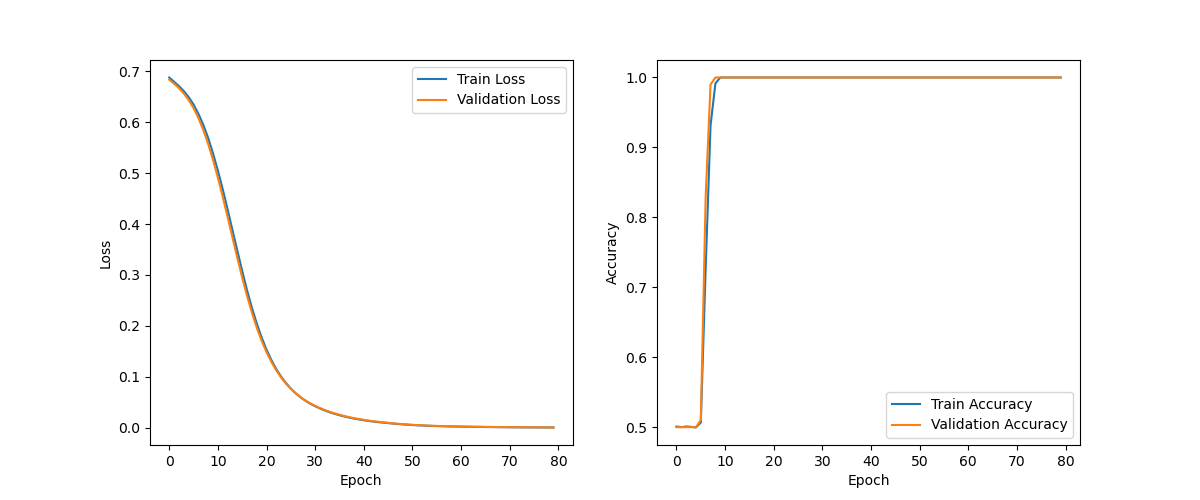 0.7
0.6
0.5
0.4
0.3
0.2
0.1
0.0
Loss
0 10 20 30 40 50 60 70 80
Epoch
Train Loss
Validation Loss
1.0
0.9
0.8
0.7
0.6
0.5
Accuracy
0 10 20 30 40 50 60 70 80
Epoch
Train Accuracy
Validation Accuracy